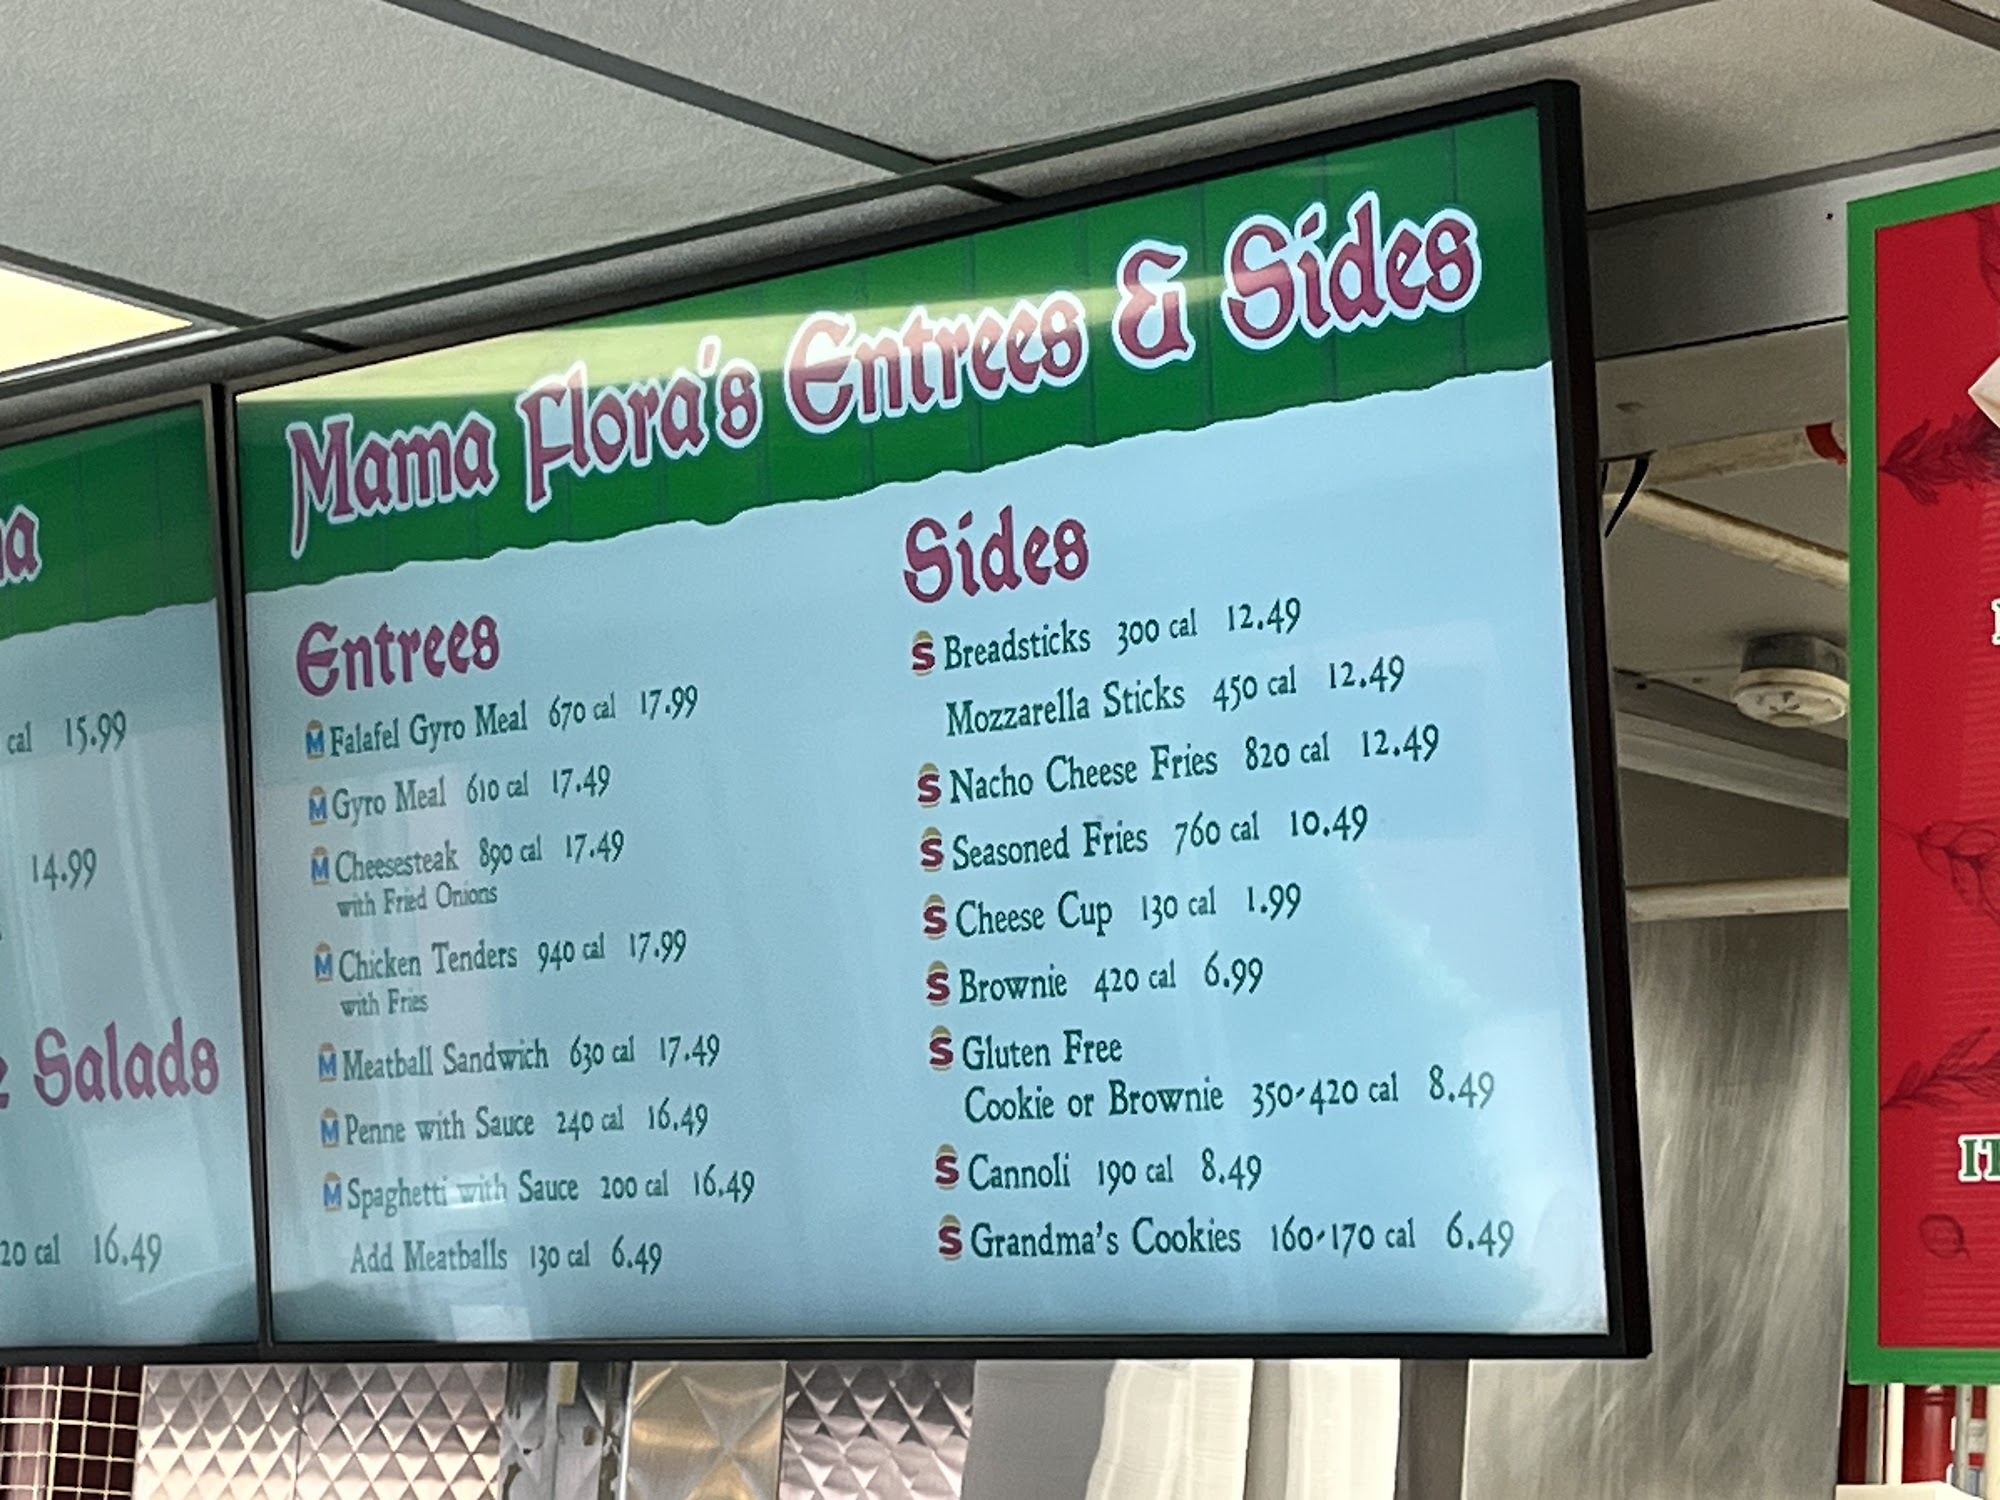 a
cal 15.99
14.99
Salads
20 cal 16.49
Mama Flora's Entrees & Sides
Entrees
M Falafel Gyro Meal 670 cal 17.99
M Gyro Meal 610 cal 17.49
M Cheesesteak 890 cal 17.49
with Fried Onions
M Chicken Tenders 940 cal 17.99
with Fries
M Meatball Sandwich 630 cal 17.49
M Penne with Sauce 240 cal 16.49
M Spaghetti with Sauce 200 cal 16.49
Add Meatballs 130 cal 6.49
Sides
S Breadsticks 300 cal 12.49
Mozzarella Sticks 450 cal 12.49
S Nacho Cheese Fries 820 cal 12.49
S Seasoned Fries 760 cal 10.49
S Cheese Cup 130 cal 1.99
S Brownie 420 cal 6.99
S Gluten Free
Cookie or Brownie 350-420 cal 8.49
S Cannoli 190 cal 8.49
S Grandma's Cookies 160-170 cal 6.49